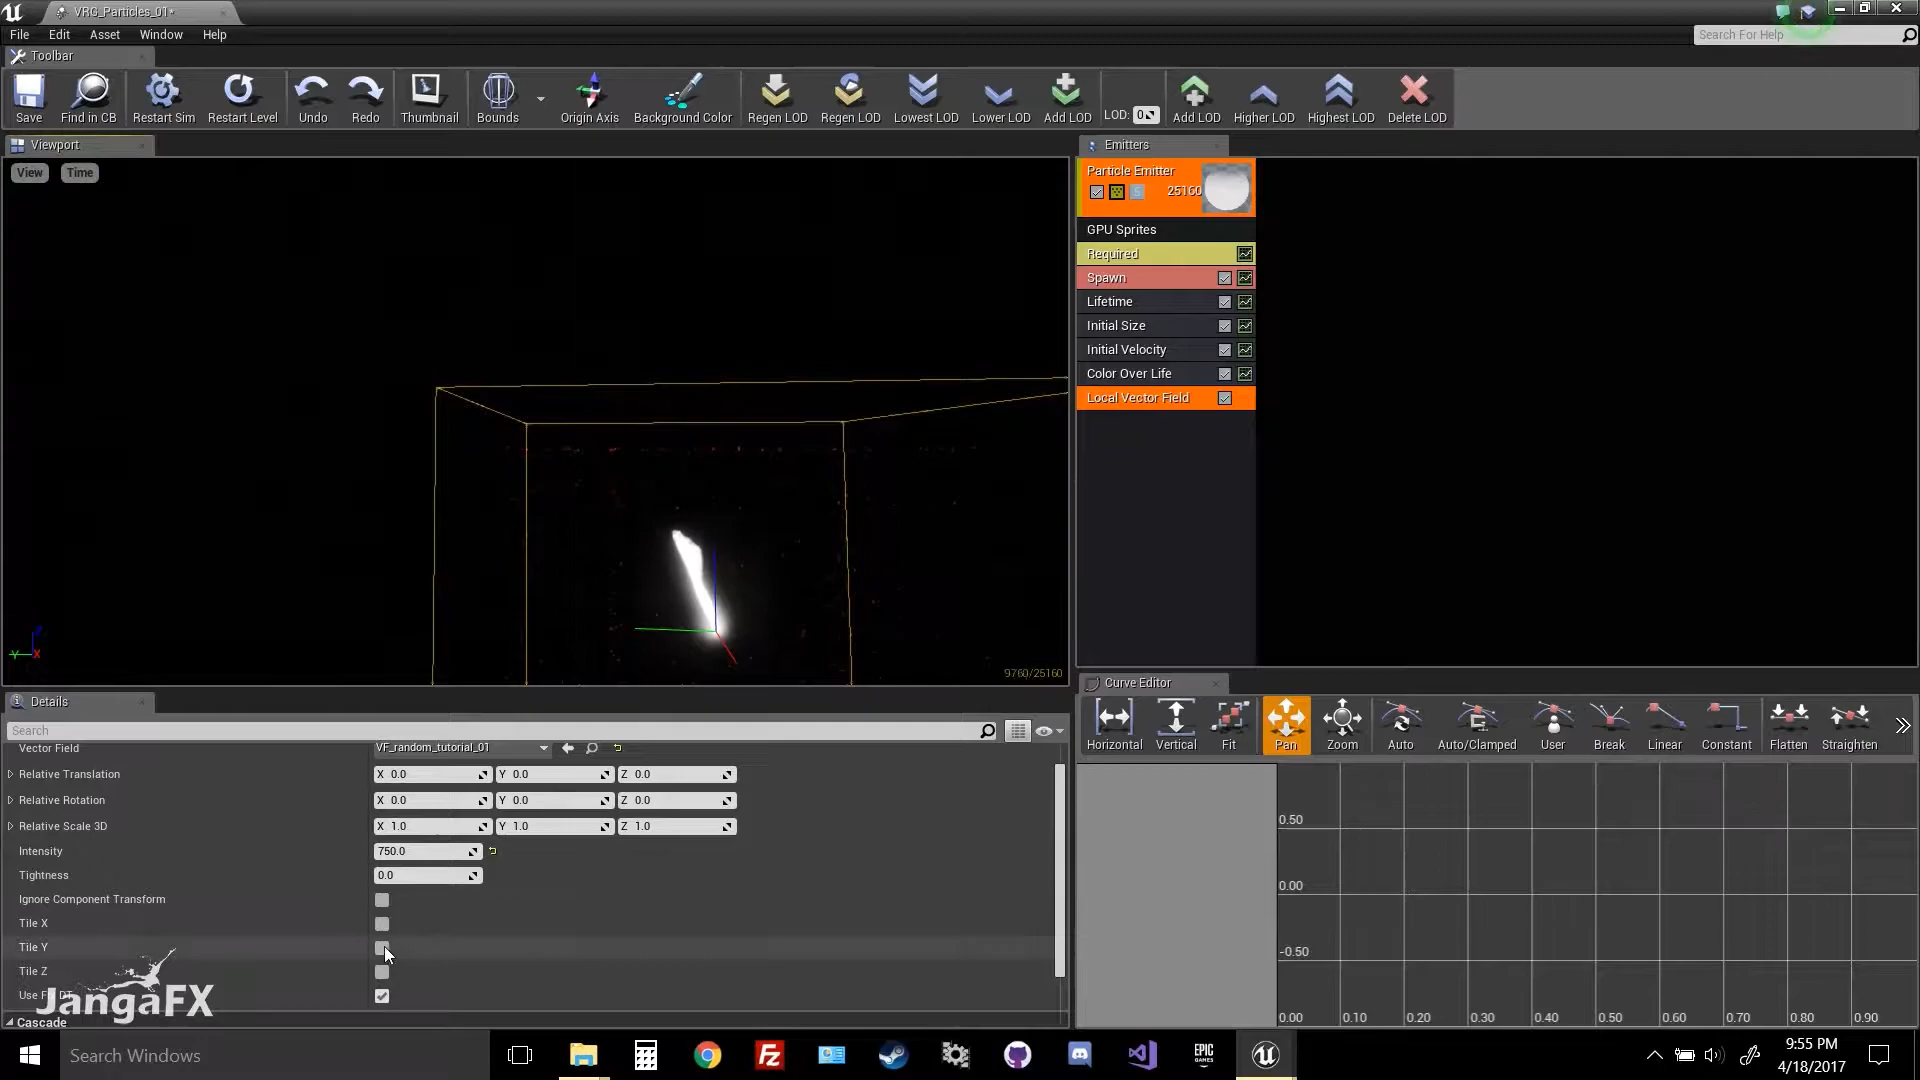 VRG_Particles_01*
File Edit Asset Window Help
Search For Help
Toolbar
Save Find in CB Restart Sim Restart Level Undo Redo Thumbnail Bounds Origin Axis Background Color Regen LOD Regen LOD Lowest LOD Lower LOD Add LOD LOD: 0 Add LOD Higher LOD Highest LOD Delete LOD
Viewport
View Time
9760/25160
Emitters
Particle Emitter
25160
GPU Sprites
Required
Spawn
Lifetime
Initial Size
Initial Velocity
Color Over Life
Local Vector Field
Details
Search
Vector Field VF_random_tutorial_01
Relative Translation X 0.0 Y 0.0 Z 0.0
Relative Rotation X 0.0 Y 0.0 Z 0.0
Relative Scale 3D X 1.0 Y 1.0 Z 1.0
Intensity 750.0
Tightness 0.0
Ignore Component Transform
Tile X
Tile Y
Tile Z
Use DT
JangaFX
Cascade
Curve Editor
Horizontal Vertical Fit Pan Zoom Auto Auto/Clamped User Break Linear Constant Flatten Straighten
0.50
0.00
-0.50
0.00 0.10 0.20 0.30 0.40 0.50 0.60 0.70 0.80 0.90
Search Windows
EPIC
GAMES
9:55 PM
4/18/2017